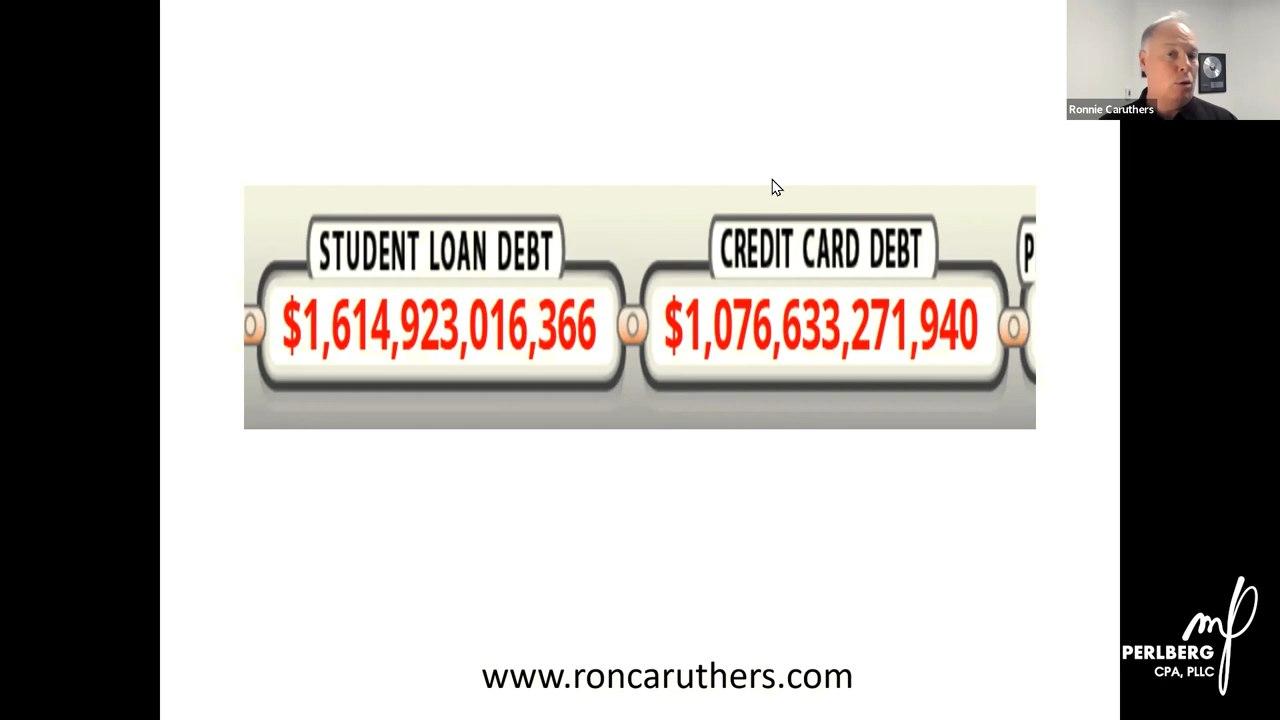 Ronnie Caruthers
STUDENT LOAN DEBT
CREDIT CARD DEBT
P
$1,614,923,016,366
$1,076,633,271,940
www.roncaruthers.com
mp
PERLBERG
CPA, PLLC